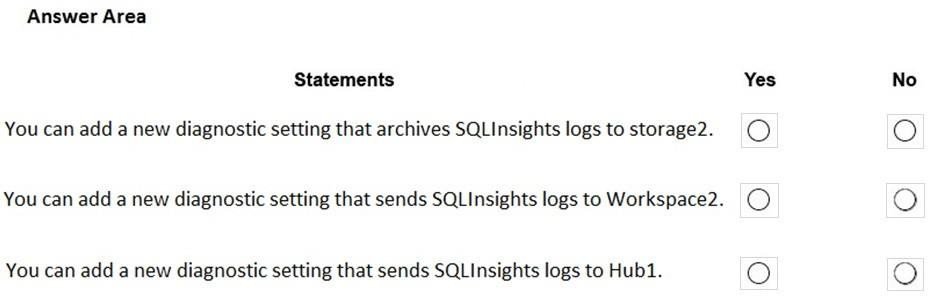 Answer Area
Statements Yes No
You can add a new diagnostic setting that archives SQLInsights logs to storage2.
You can add a new diagnostic setting that sends SQLInsights logs to Workspace2.
You can add a new diagnostic setting that sends SQLInsights logs to Hub1.